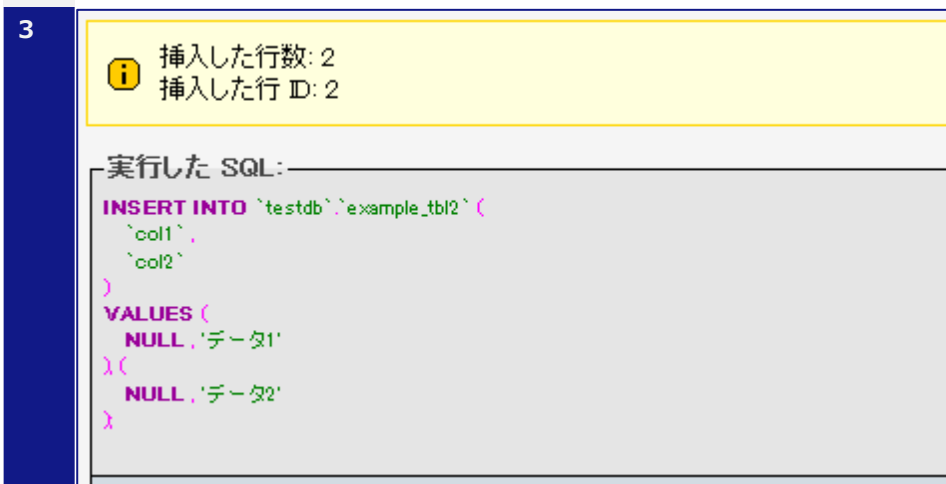 3
挿入した行数: 2
挿入した行 ID: 2
実行した SQL:
INSERT INTO `testdb`.`example_tbl2` (
`col1` ,
`col2`
)
VALUES (
NULL , 'データ1'
), (
NULL , 'データ2'
);